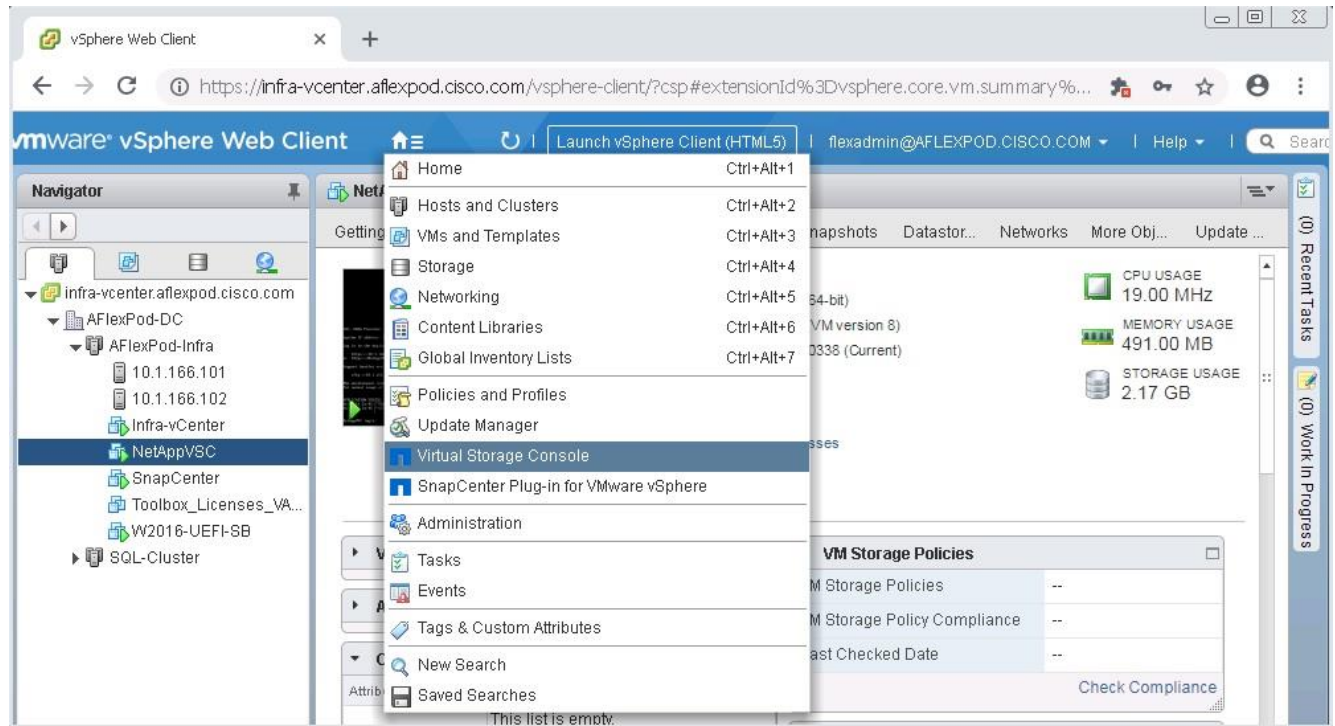 vSphere Web Client
https://infra-vcenter.aflexpod.cisco.com/vsphere-client/?csp#extensionId%3Dvsphere.core.vm.summary%...
vmware® vSphere Web Client
Launch vSphere Client (HTML5)
flexadmin@AFLEXPOD.CISCO.COM
Help
Searc
Navigator
infra-vcenter.aflexpod.cisco.com
AFlexPod-DC
AFlexPod-Infra
10.1.166.101
10.1.166.102
Infra-vCenter
NetAppVSC
SnapCenter
Toolbox_Licenses_VA...
W2016-UEFI-SB
SQL-Cluster
NetA
Getting
Home Ctrl+Alt+1
Hosts and Clusters Ctrl+Alt+2
VMs and Templates Ctrl+Alt+3
Storage Ctrl+Alt+4
Networking Ctrl+Alt+5
Content Libraries Ctrl+Alt+6
Global Inventory Lists Ctrl+Alt+7
Policies and Profiles
Update Manager
Virtual Storage Console
SnapCenter Plug-in for VMware vSphere
Administration
Tasks
Events
Tags & Custom Attributes
New Search
Saved Searches
napshots Datastor... Networks More Obj... Update ...
64-bit)
VM version 8)
0338 (Current)
sses
CPU USAGE
19.00 MHZ
MEMORY USAGE
491.00 MB
STORAGE USAGE
2.17 GB
VM Storage Policies
M Storage Policies --
M Storage Policy Compliance --
ast Checked Date --
Check Compliance
Attrib
This list is empty.
(0) Recent Tasks
(0) Work In Progress